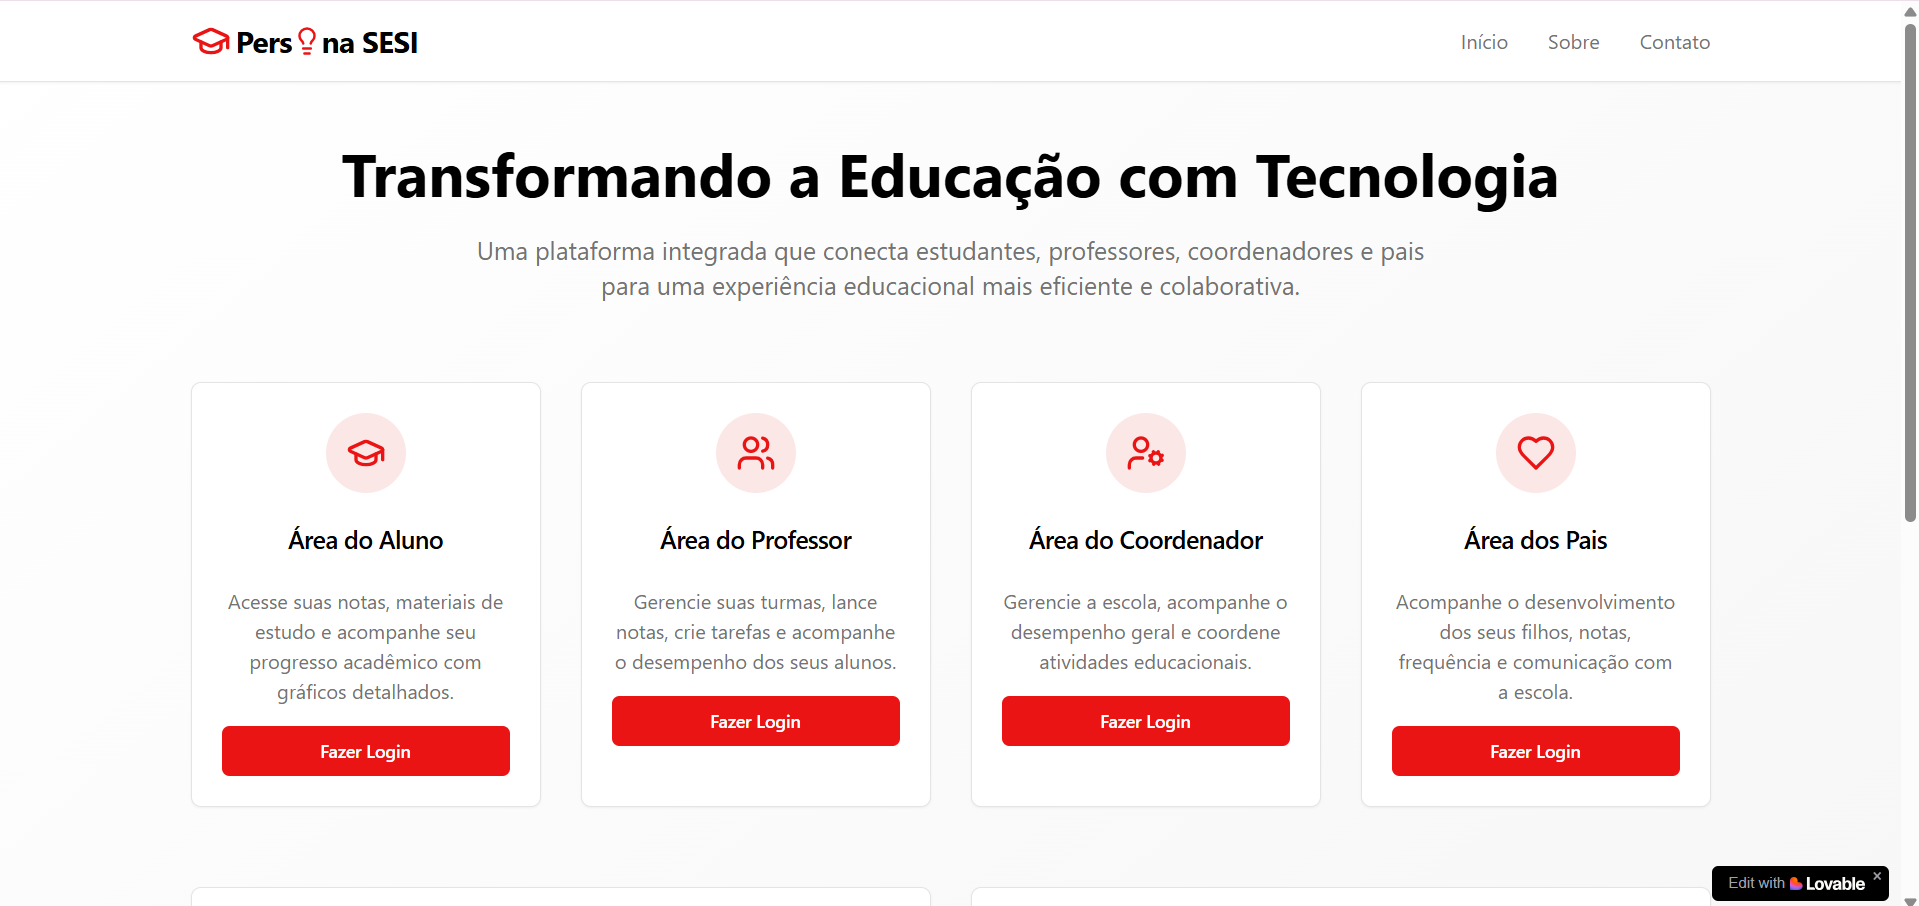 Pers na SESI
Início Sobre Contato
Transformando a Educação com Tecnologia
Uma plataforma integrada que conecta estudantes, professores, coordenadores e pais
para uma experiência educacional mais eficiente e colaborativa.
Área do Aluno
Acesse suas notas, materiais de
estudo e acompanhe seu
progresso acadêmico com
gráficos detalhados.
Fazer Login
Área do Professor
Gerencie suas turmas, lance
notas, crie tarefas e acompanhe
o desempenho dos seus alunos.
Fazer Login
Área do Coordenador
Gerencie a escola, acompanhe o
desempenho geral e coordene
atividades educacionais.
Fazer Login
Área dos Pais
Acompanhe o desenvolvimento
dos seus filhos, notas,
frequência e comunicação com
a escola.
Fazer Login
Edit with Lovable ×